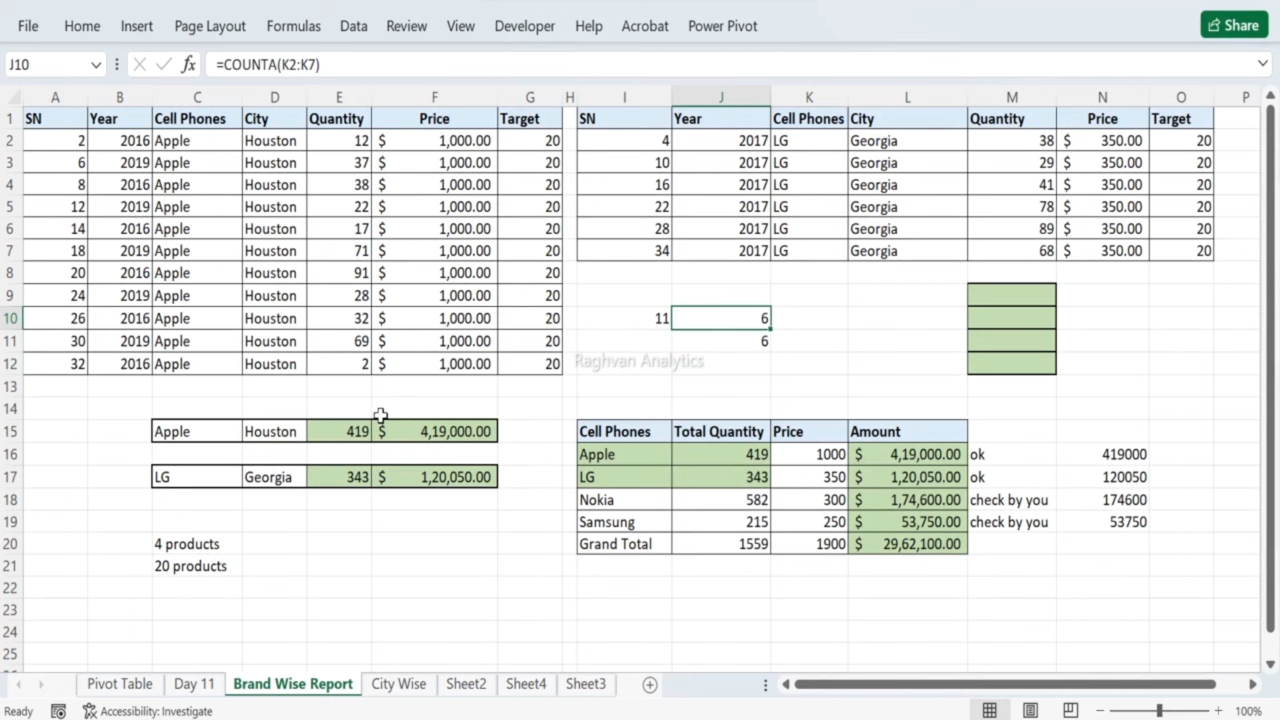 File Home Insert Page Layout Formulas Data Review View Developer Help Acrobat Power Pivot Share
J10 fx =COUNTA(K2:K7)
A B C D E F G H I J K L M N O P
1 SN Year Cell Phones City Quantity Price Target SN Year Cell Phones City Quantity Price Target
2 2 2016 Apple Houston 12 $ 1,000.00 20 4 2017 LG Georgia 38 $ 350.00 20
3 6 2019 Apple Houston 37 $ 1,000.00 20 10 2017 LG Georgia 29 $ 350.00 20
4 8 2016 Apple Houston 38 $ 1,000.00 20 16 2017 LG Georgia 41 $ 350.00 20
5 12 2019 Apple Houston 22 $ 1,000.00 20 22 2017 LG Georgia 78 $ 350.00 20
6 14 2016 Apple Houston 17 $ 1,000.00 20 28 2017 LG Georgia 89 $ 350.00 20
7 18 2019 Apple Houston 71 $ 1,000.00 20 34 2017 LG Georgia 68 $ 350.00 20
8 20 2016 Apple Houston 91 $ 1,000.00 20
9 24 2019 Apple Houston 28 $ 1,000.00 20
10 26 2016 Apple Houston 32 $ 1,000.00 20 11 6
11 30 2019 Apple Houston 69 $ 1,000.00 20 6
12 32 2016 Apple Houston 2 $ 1,000.00 20 Raghvan Analytics
13
14
15 Apple Houston 419 $ 4,19,000.00 Cell Phones Total Quantity Price Amount
16 Apple 419 1000 $ 4,19,000.00 ok 419000
17 LG Georgia 343 $ 1,20,050.00 LG 343 350 $ 1,20,050.00 ok 120050
18 Nokia 582 300 $ 1,74,600.00 check by you 174600
19 Samsung 215 250 $ 53,750.00 check by you 53750
20 4 products Grand Total 1559 1900 $ 29,62,100.00
21 20 products
22
23
24
25
Pivot Table Day 11 Brand Wise Report City Wise Sheet2 Sheet4 Sheet3
Ready Accessibility: Investigate 100%